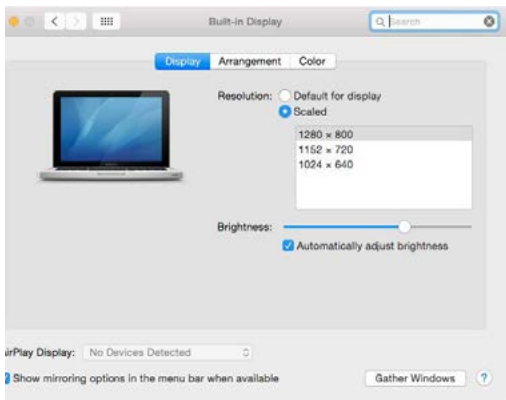 Built-in Display
Search
Display Arrangement Color
Resolution: Default for display
Scaled
1280 × 800
1152 × 720
1024 × 640
Brightness:
Automatically adjust brightness
irPlay Display: No Devices Detected
Show mirroring options in the menu bar when available
Gather Windows ?